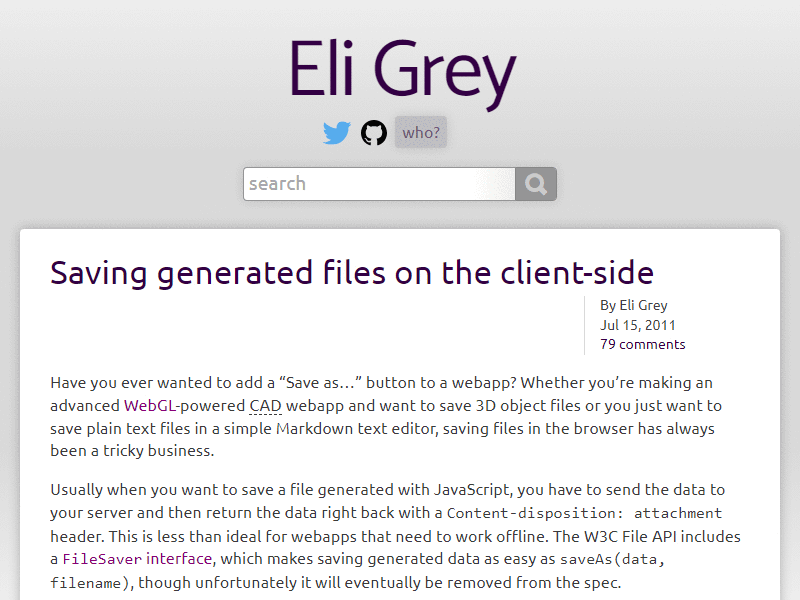 Eli Grey
who?
search
Saving generated files on the client-side
By Eli Grey
Jul 15, 2011
79 comments
Have you ever wanted to add a “Save as…” button to a webapp? Whether you’re making an
advanced WebGL-powered CAD webapp and want to save 3D object files or you just want to
save plain text files in a simple Markdown text editor, saving files in the browser has always
been a tricky business.
Usually when you want to save a file generated with JavaScript, you have to send the data to
your server and then return the data right back with a Content-disposition: attachment
header. This is less than ideal for webapps that need to work offline. The W3C File API includes
a FileSaver interface, which makes saving generated data as easy as saveAs(data,
filename), though unfortunately it will eventually be removed from the spec.